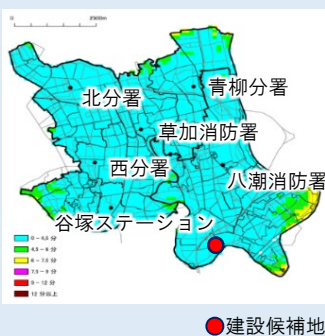 北分署
青柳分署
草加消防署
西分署
八潮消防署
谷塚ステーション
0－4.5 分
4.5－6 分
6－7.5 分
7.5－9 分
9－12 分
12 分以上
建設候補地